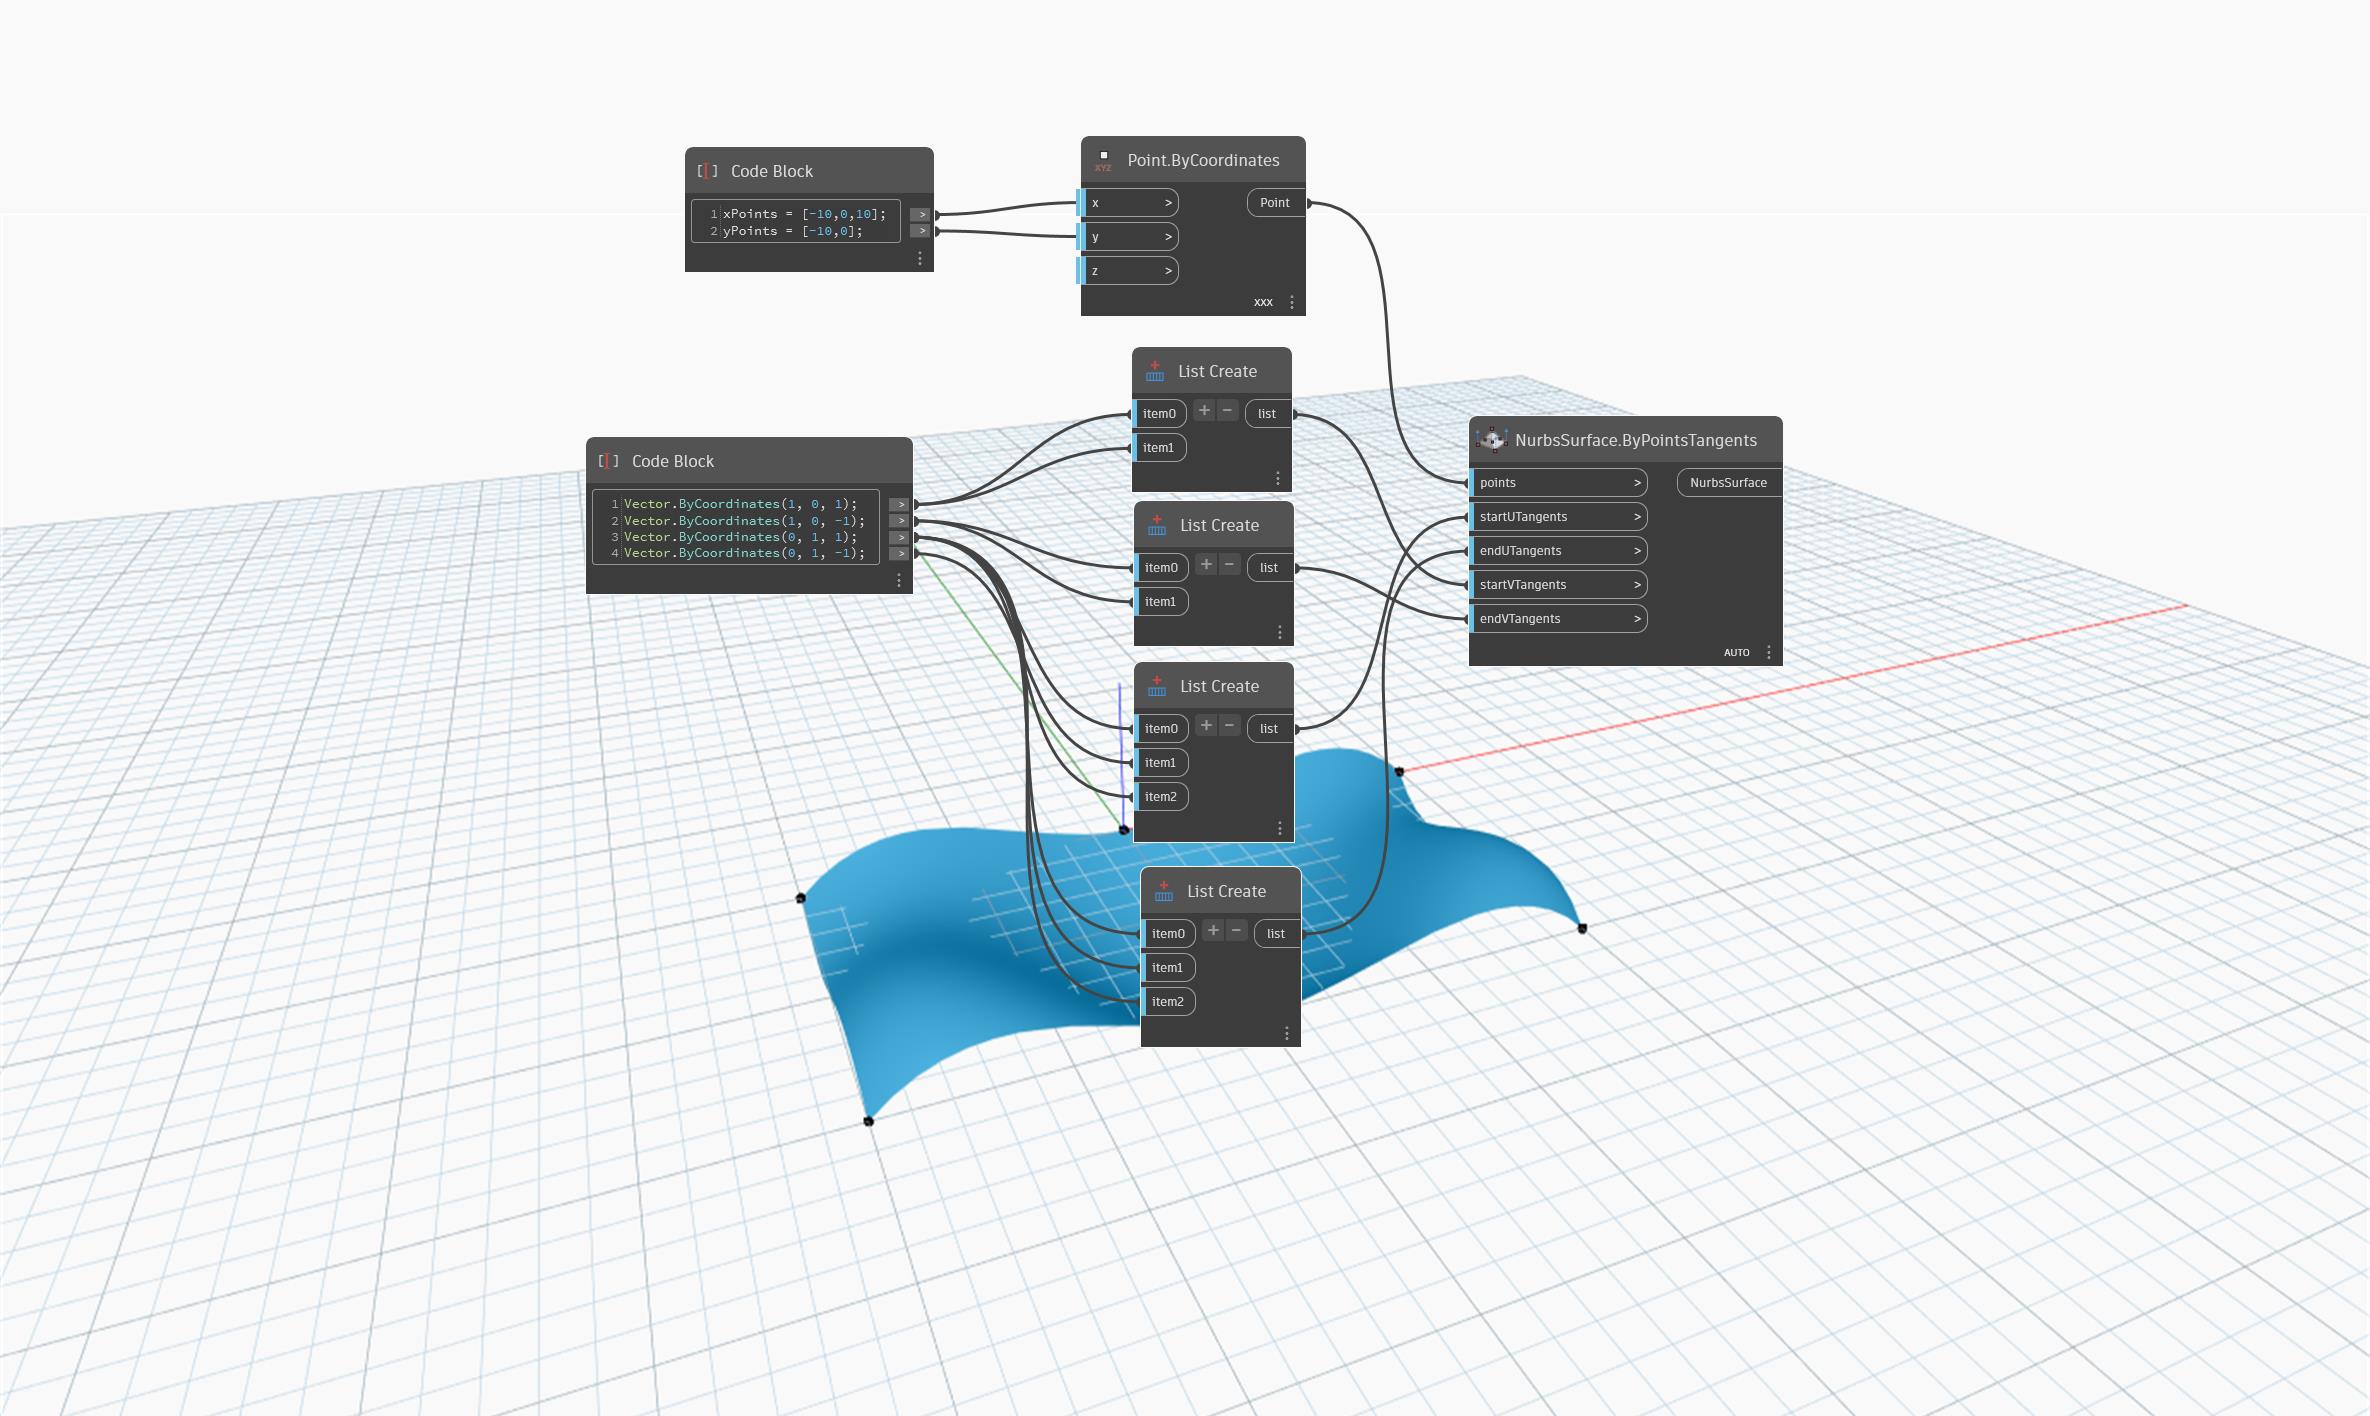 Code Block
1 xPoints = [-10,0,10]; >
2 yPoints = [-10,0]; >
Point.ByCoordinates
XYZ
x > Point
y >
z >
xxx
List Create
item0 + − list
item1
Code Block
1 Vector.ByCoordinates(1, 0, 1); >
2 Vector.ByCoordinates(1, 0, -1); >
3 Vector.ByCoordinates(0, 1, 1); >
4 Vector.ByCoordinates(0, 1, -1); >
List Create
item0 + − list
item1
NurbsSurface.ByPointsTangents
points > NurbsSurface
startUTangents >
endUTangents >
startVTangents >
endVTangents >
AUTO
List Create
item0 + − list
item1
item2
List Create
item0 + − list
item1
item2